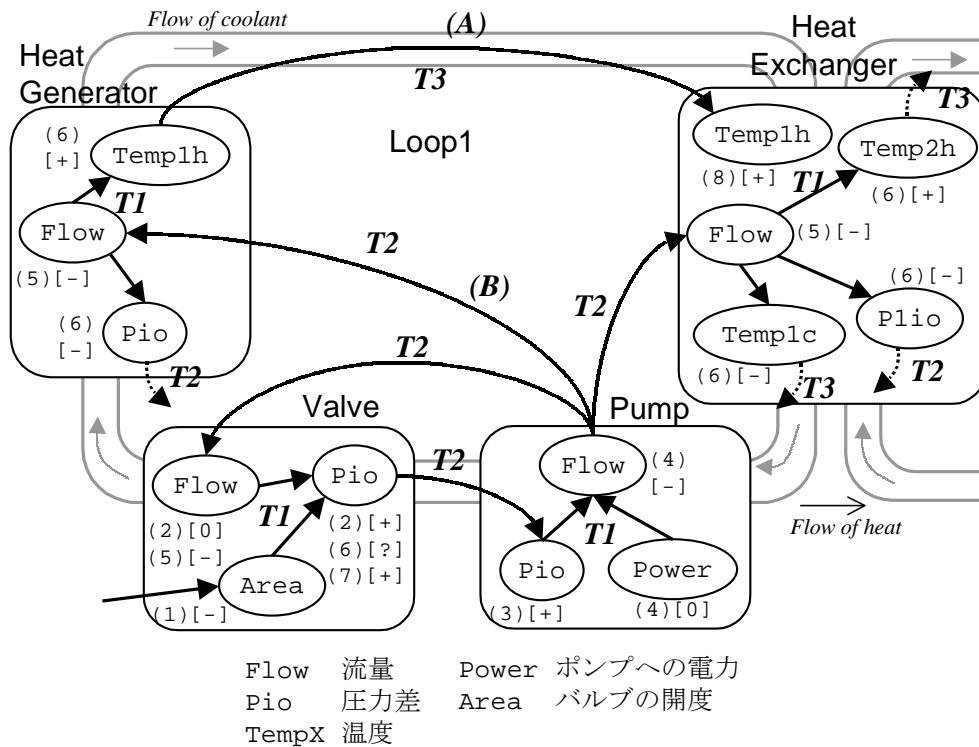 Flow of coolant
(A)
Heat
Generator
Heat
Exchanger
T3
T3
Loop1
(6)
[+]
Temp1h
Temp1h
Temp2h
(8)[+]
T1
(6)[+]
T1
Flow
(5)[-]
T2
Flow
(5)[-]
(B)
(6)
[-]
Pio
T2
T2
T2
(6)[-]
P1io
Temp1c
(6)[-]
T3
T2
Valve
Pump
Flow
Pio
T2
Flow
(4)
[-]
T1
(2)[0]
(5)[-]
(2)[+]
(6)[?]
(7)[+]
Area
(1)[-]
T1
Pio
Power
(3)[+]
(4)[0]
Flow of heat
Flow 流量 Power ポンプへの電力
Pio 圧力差 Area バルブの開度
TempX 温度